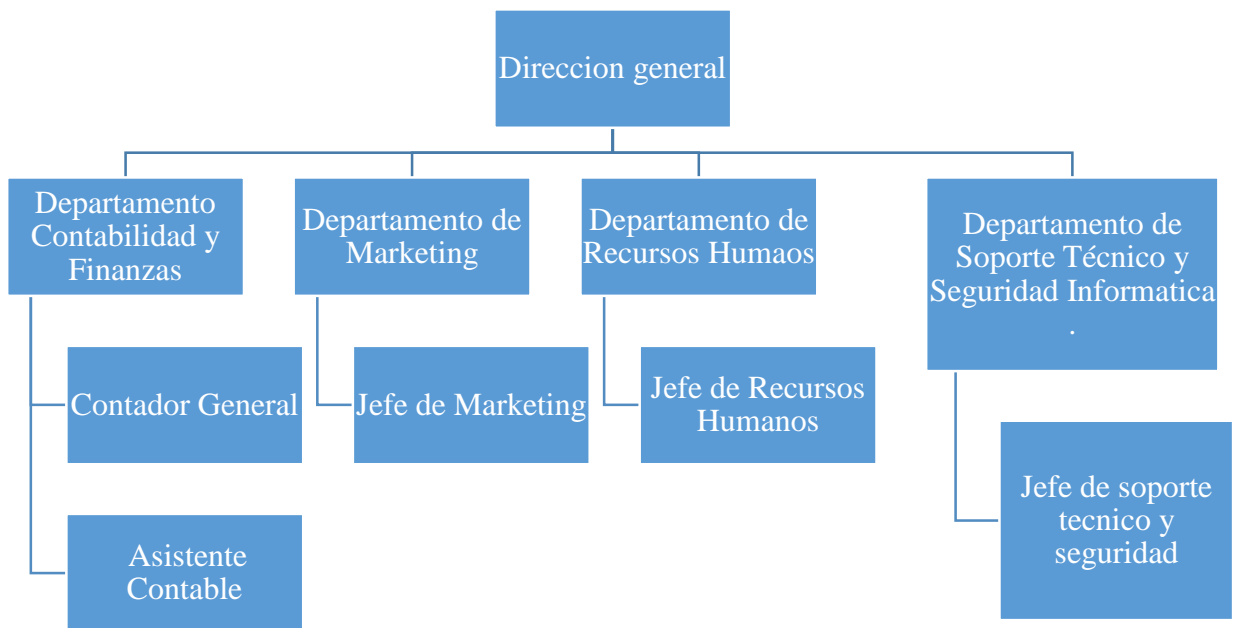 Direccion general
Departamento
Contabilidad y
Finanzas
Departamento de
Marketing
Departamento de
Recursos Humaos
Departamento de
Soporte Técnico y
Seguridad Informatica
.
Contador General
Jefe de Marketing
Jefe de Recursos
Humanos
Jefe de soporte
tecnico y
seguridad
Asistente
Contable